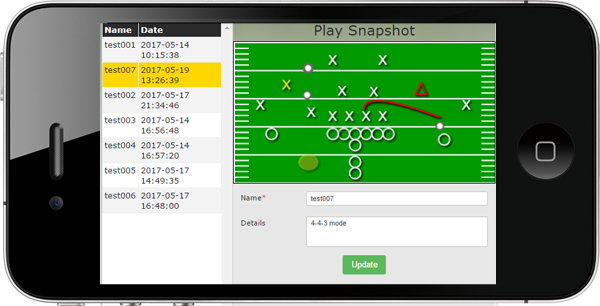 Name Date
Play Snapshot
test001 2017-05-14
10:15:38
test007 2017-05-19
13:26:39
test002 2017-05-17
21:34:46
test003 2017-05-14
16:56:48
test004 2017-05-14
16:57:20
test005 2017-05-17
14:49:35
test006 2017-05-17
16:48:00
X X
X X X
X X X
X X X X
Name* test007
Details 4-4-3 mode
Update